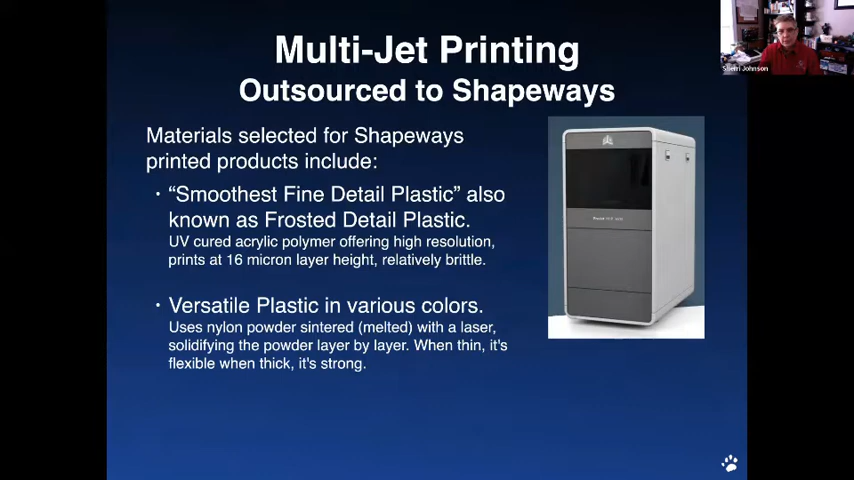 Multi-Jet Printing
Outsourced to Shapeways
Materials selected for Shapeways
printed products include:
· “Smoothest Fine Detail Plastic” also
known as Frosted Detail Plastic.
UV cured acrylic polymer offering high resolution,
prints at 16 micron layer height, relatively brittle.
· Versatile Plastic in various colors.
Uses nylon powder sintered (melted) with a laser,
solidifying the powder layer by layer. When thin, it's
flexible when thick, it's strong.
Johnson